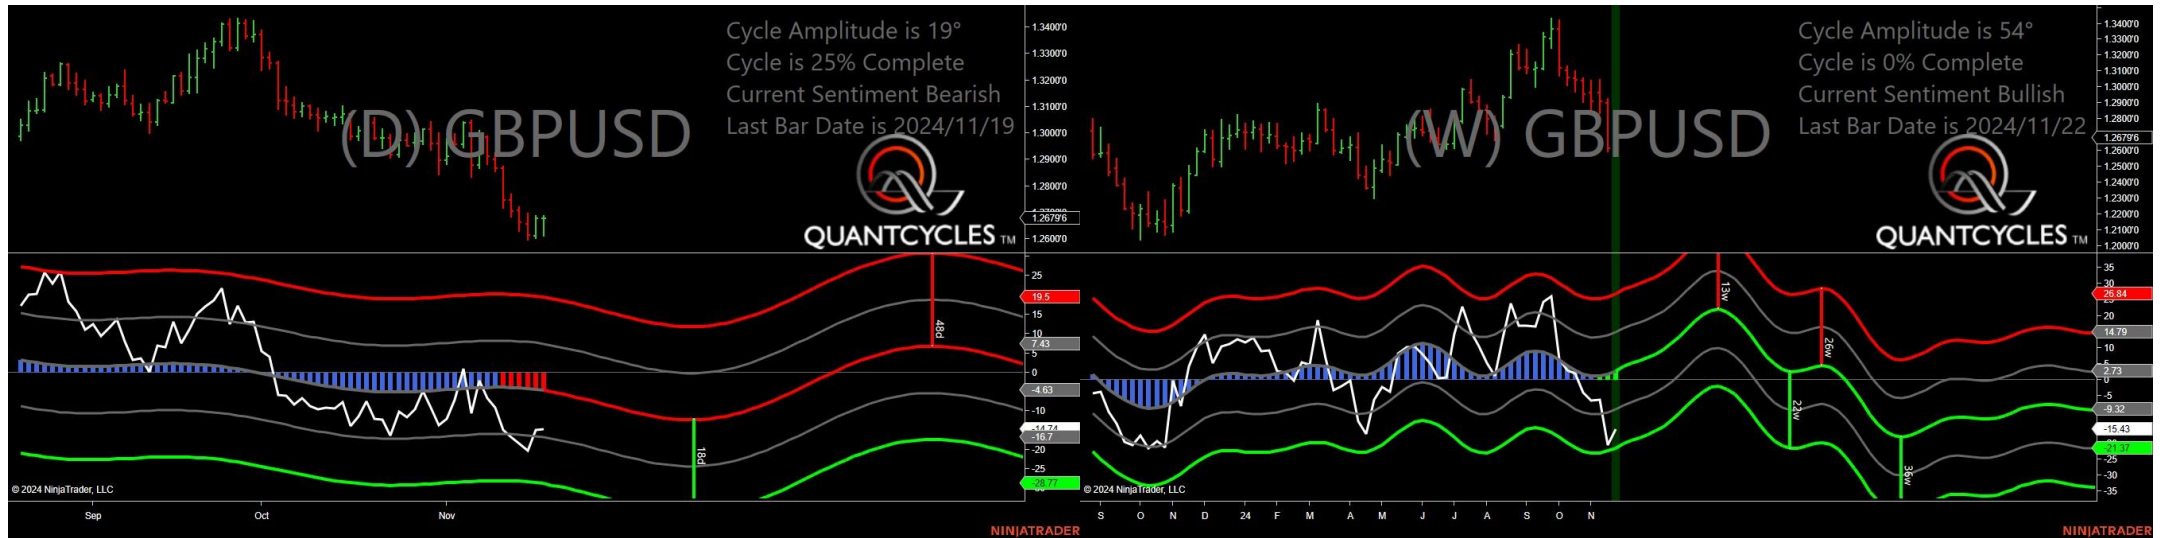 Cycle Amplitude is 19°
Cycle is 25% Complete
Current Sentiment Bearish
Last Bar Date is 2024/11/19
(D) GBPUSD
QUANTCYCLES TM
1.3400'0
1.3300'0
1.3200'0
1.3100'0
1.3000'0
1.2900'0
1.2800'0
1.2679'6
1.2600'0
25
19.5
15
10
7.43
5
0
-4.63
-10
-14.74
-16.7
-20
-25
-28.77
48d
18d
© 2024 NinjaTrader, LLC
Sep Oct Nov
NINJATRADER
Cycle Amplitude is 54°
Cycle is 0% Complete
Current Sentiment Bullish
Last Bar Date is 2024/11/22
(W) GBPUSD
QUANTCYCLES TM
1.3400'0
1.3300'0
1.3200'0
1.3100'0
1.3000'0
1.2900'0
1.2800'0
1.2679'6
1.2600'0
1.2500'0
1.2400'0
1.2300'0
1.2200'0
1.2100'0
1.2000'0
35
30
26.84
20
14.79
10
5
2.73
0
-5
-9.32
-15.43
-21.37
-25
-30
-35
13w
26w
22w
36w
© 2024 NinjaTrader, LLC
S O N D 24 F M A M J J A S O N
NINJATRADER